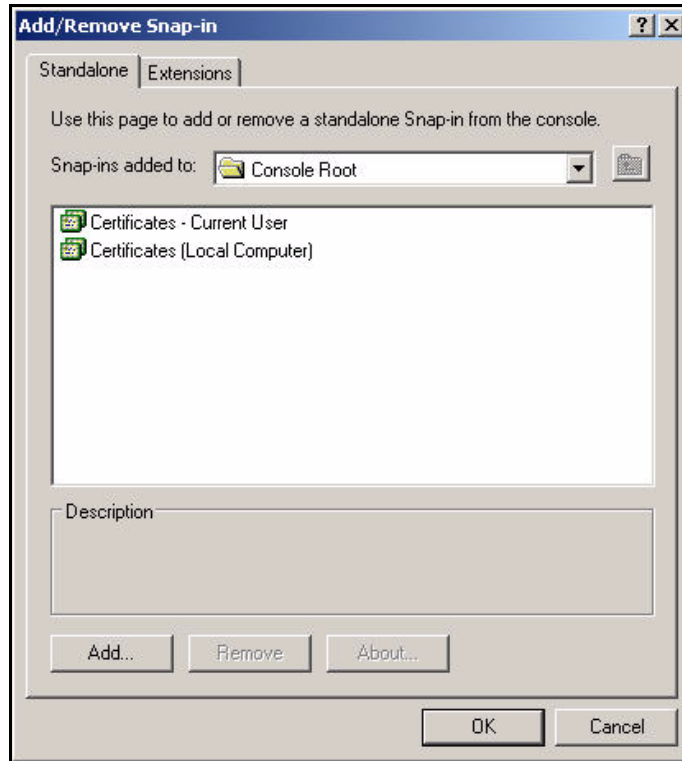 Add/Remove Snap-in
Standalone
Extensions
Use this page to add or remove a standalone Snap-in from the console.
Snap-ins added to:
Console Root
Certificates - Current User
Certificates (Local Computer)
Description
Add...
Remove
About...
OK
Cancel